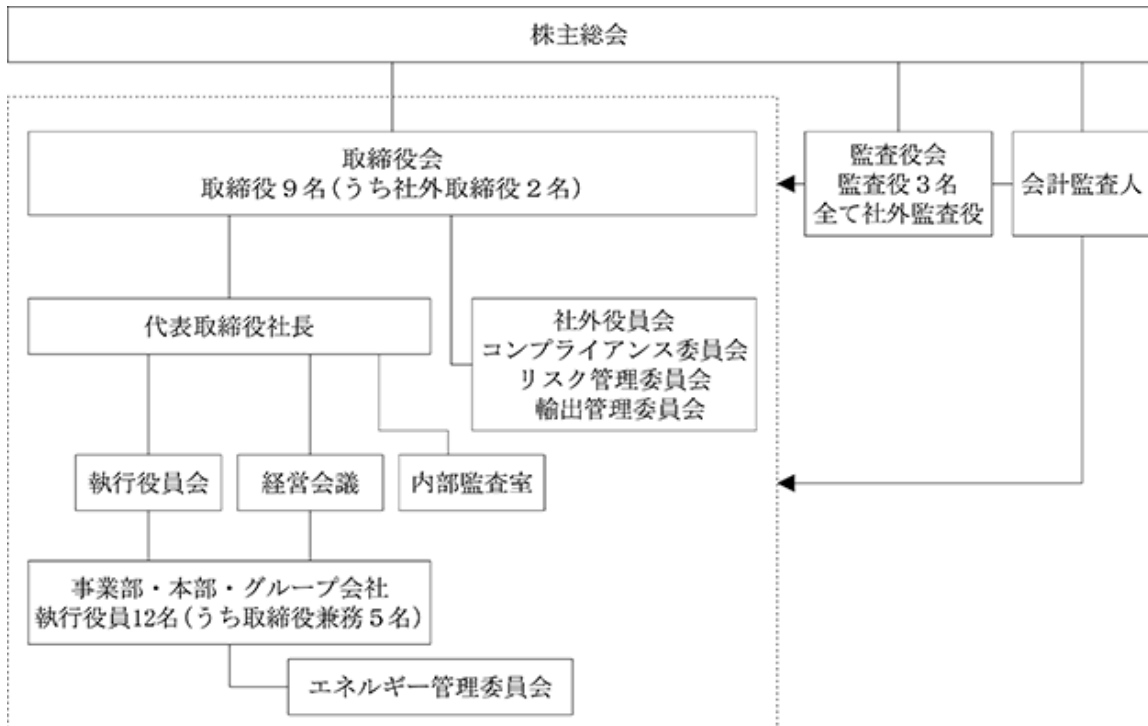 株主総会
取締役会
取締役9名(うち社外取締役2名)
監査役会
監査役3名
全て社外監査役
会計監査人
代表取締役社長
社外役員会
コンプライアンス委員会
リスク管理委員会
輸出管理委員会
執行役員会
経営会議
内部監査室
事業部・本部・グループ会社
執行役員12名(うち取締役兼務5名)
エネルギー管理委員会